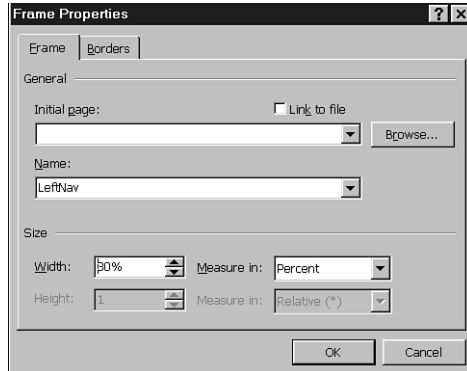 Frame Properties
Frame Borders
General
Initial page: Link to file
Browse...
Name:
LeftNav
Size
Width: 30% Measure in: Percent
Height: 1 Measure in: Relative (*)
OK Cancel